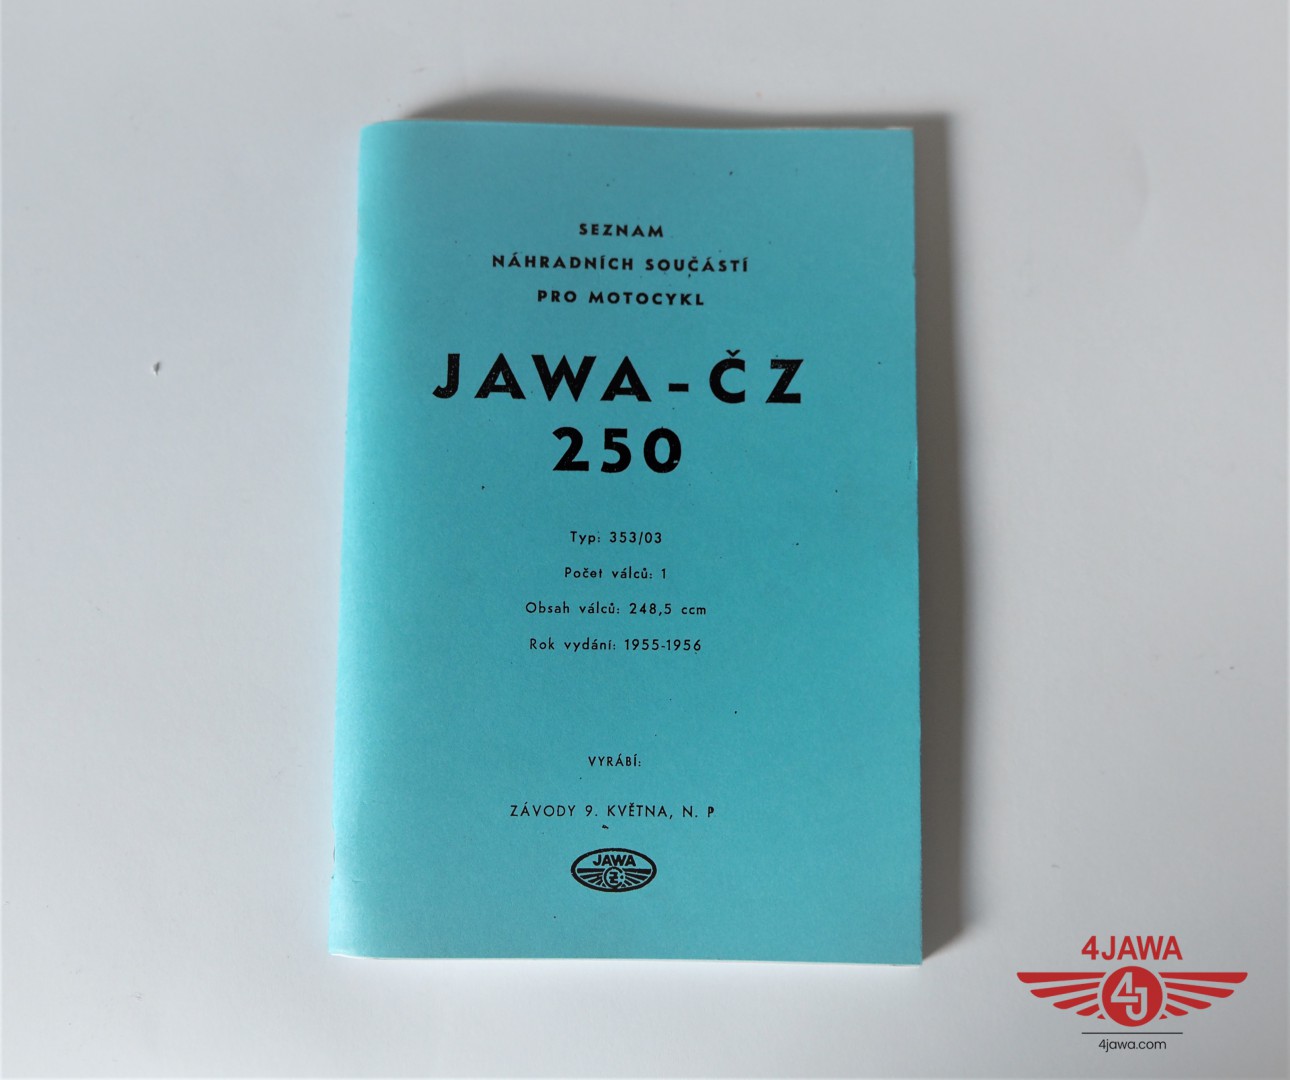 SEZNAM
NÁHRADNÍCH SOUČÁSTÍ
PRO MOTOCYKL
JAWA-ČZ
250
Typ: 353/03
Počet válců: 1
Obsah válců: 248,5 ccm
Rok vydání: 1955-1956
VYRÁBÍ:
ZÁVODY 9. KVĚTNA, N. P
JAWA
ČZ
4JAWA
4J
4jawa.com